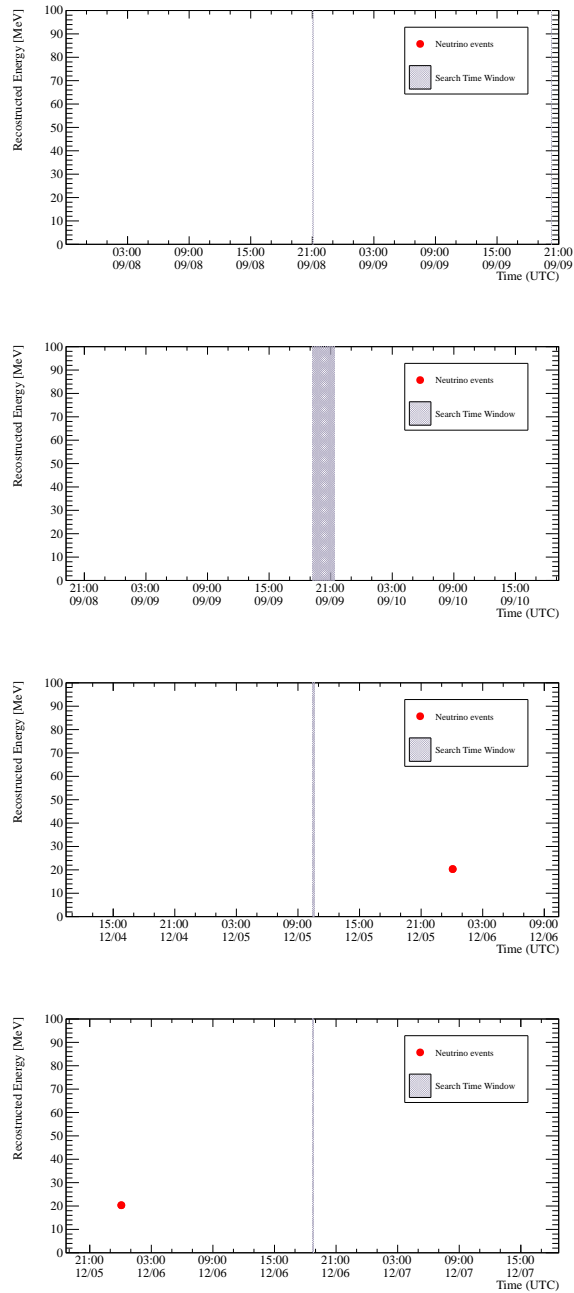 Recostructed Energy [MeV]
100
90
80
70
60
50
40
30
20
10
0
Neutrino events
Search Time Window
03:00 09:00 15:00 21:00 03:00 09:00 15:00 21:00
09/08 09/08 09/08 09/08 09/09 09/09 09/09 09/09
Time (UTC)
Recostructed Energy [MeV]
100
90
80
70
60
50
40
30
20
10
0
Neutrino events
Search Time Window
21:00 03:00 09:00 15:00 21:00 03:00 09:00 15:00
09/08 09/09 09/09 09/09 09/09 09/10 09/10 09/10
Time (UTC)
Recostructed Energy [MeV]
100
90
80
70
60
50
40
30
20
10
0
Neutrino events
Search Time Window
15:00 21:00 03:00 09:00 15:00 21:00 03:00 09:00
12/04 12/04 12/05 12/05 12/05 12/05 12/06 12/06
Time (UTC)
Recostructed Energy [MeV]
100
90
80
70
60
50
40
30
20
10
0
Neutrino events
Search Time Window
21:00 03:00 09:00 15:00 21:00 03:00 09:00 15:00
12/05 12/06 12/06 12/06 12/06 12/07 12/07 12/07
Time (UTC)